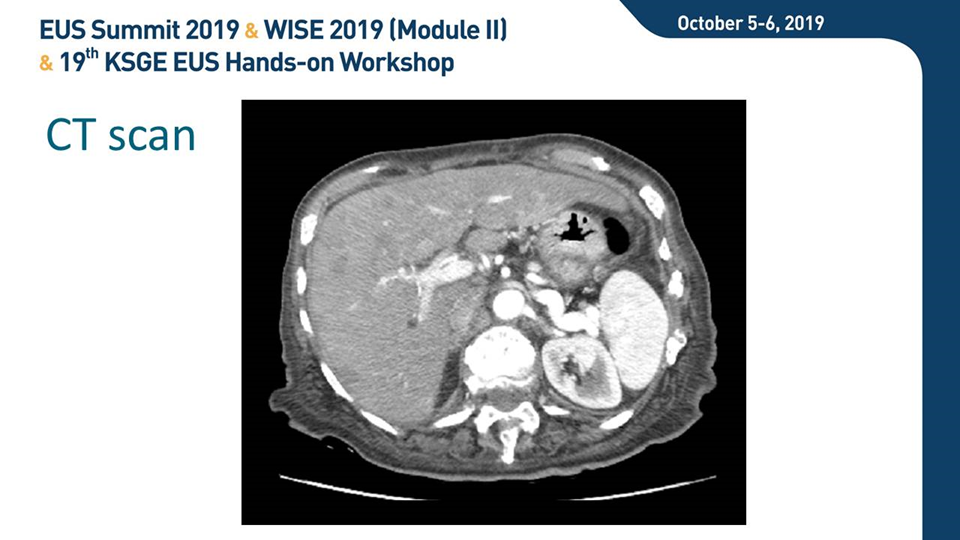 EUS Summit 2019 & WISE 2019 (Module II)
& 19th KSGE EUS Hands-on Workshop
October 5-6, 2019
CT scan